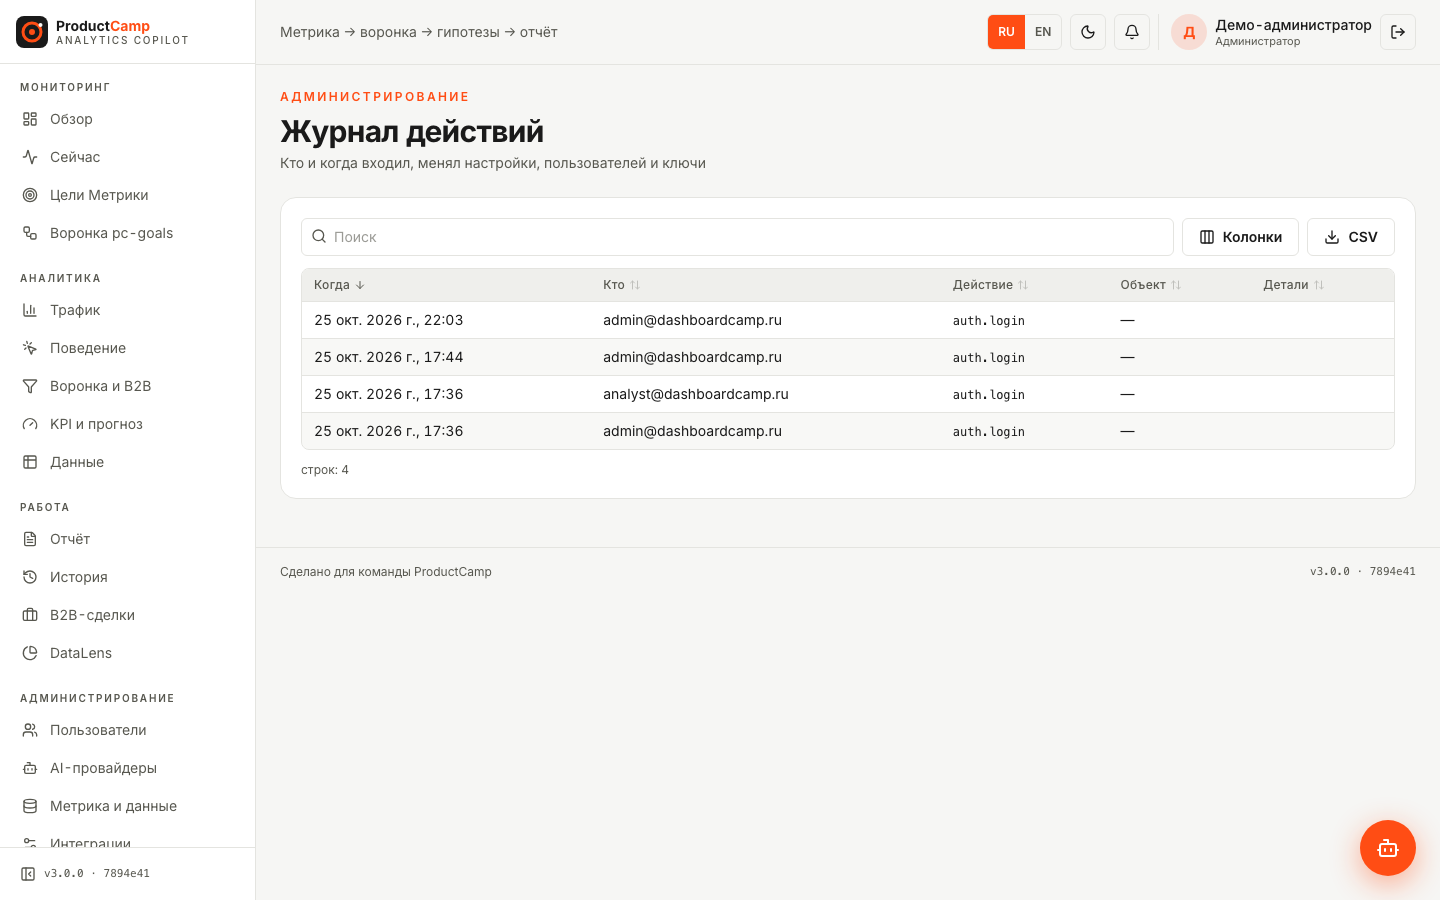 ProductCamp
ANALYTICS COPILOT
МОНИТОРИНГ
Обзор
Сейчас
Цели Метрики
Воронка pc-goals
АНАЛИТИКА
Трафик
Поведение
Воронка и B2B
KPI и прогноз
Данные
РАБОТА
Отчёт
История
B2B-сделки
DataLens
АДМИНИСТРИРОВАНИЕ
Пользователи
AI-провайдеры
Метрика и данные
Интеграции
v3.0.0 · 7894e41
Метрика → воронка → гипотезы → отчёт
RU EN
Д
Демо-администратор
Администратор
АДМИНИСТРИРОВАНИЕ
Журнал действий
Кто и когда входил, менял настройки, пользователей и ключи
Поиск
Колонки
CSV
Когда ↓ Кто Действие Объект Детали
25 окт. 2026 г., 22:03 admin@dashboardcamp.ru auth.login —
25 окт. 2026 г., 17:44 admin@dashboardcamp.ru auth.login —
25 окт. 2026 г., 17:36 analyst@dashboardcamp.ru auth.login —
25 окт. 2026 г., 17:36 admin@dashboardcamp.ru auth.login —
строк: 4
Сделано для команды ProductCamp
v3.0.0 · 7894e41